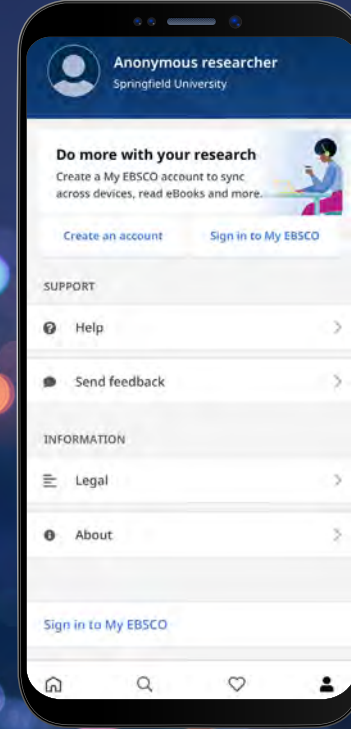 Anonymous researcher
Springfield University
Do more with your research
Create a My EBSCO account to sync
across devices, read eBooks and more.
Create an account
Sign in to My EBSCO
SUPPORT
Help
Send feedback
INFORMATION
Legal
About
Sign in to My EBSCO